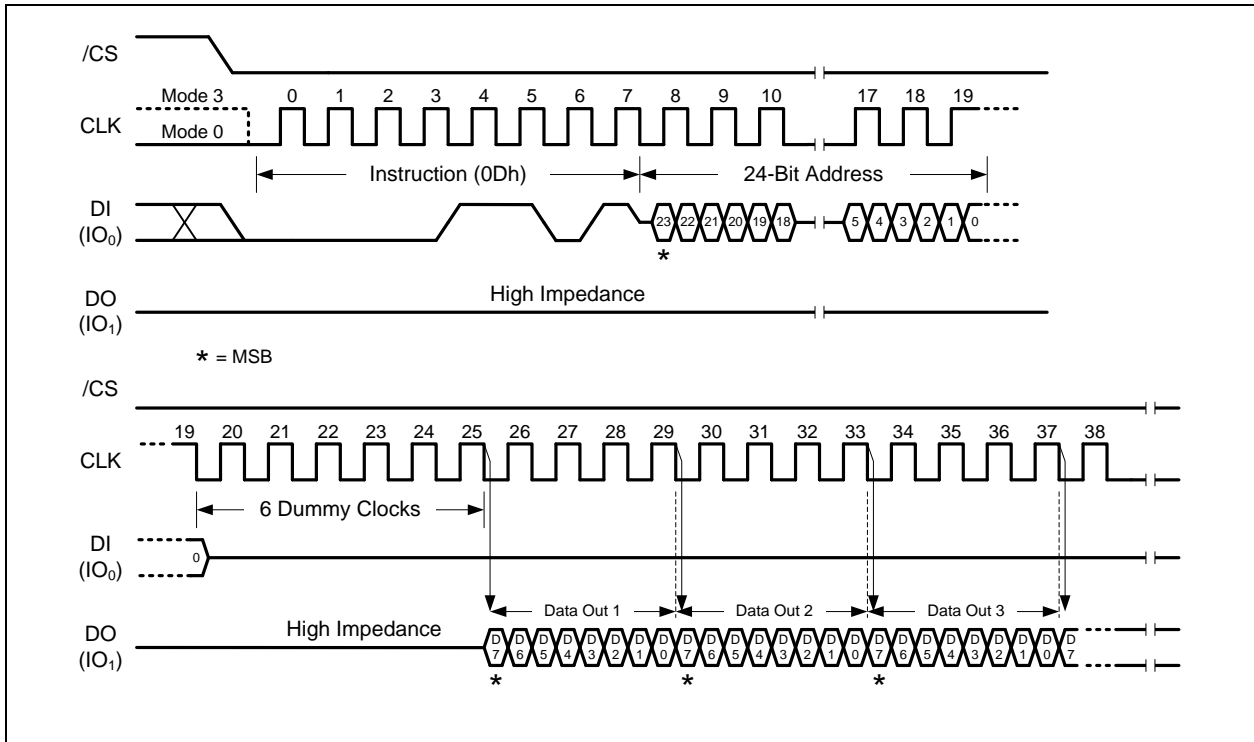 /CS
Mode 3
0 1 2 3 4 5 6 7 8 9 10 17 18 19
CLK
Mode 0
Instruction (0Dh) 24-Bit Address
DI
(IO0)
23 22 21 20 19 18 5 4 3 2 1 0
*
DO
(IO1)
High Impedance
* = MSB
/CS
19 20 21 22 23 24 25 26 27 28 29 30 31 32 33 34 35 36 37 38
CLK
6 Dummy Clocks
DI
(IO0)
0
Data Out 1 Data Out 2 Data Out 3
DO
(IO1)
High Impedance
D7 D6 D5 D4 D3 D2 D1 D0 D7 D6 D5 D4 D3 D2 D1 D0 D7 D6 D5 D4 D3 D2 D1 D0 D7
* * *